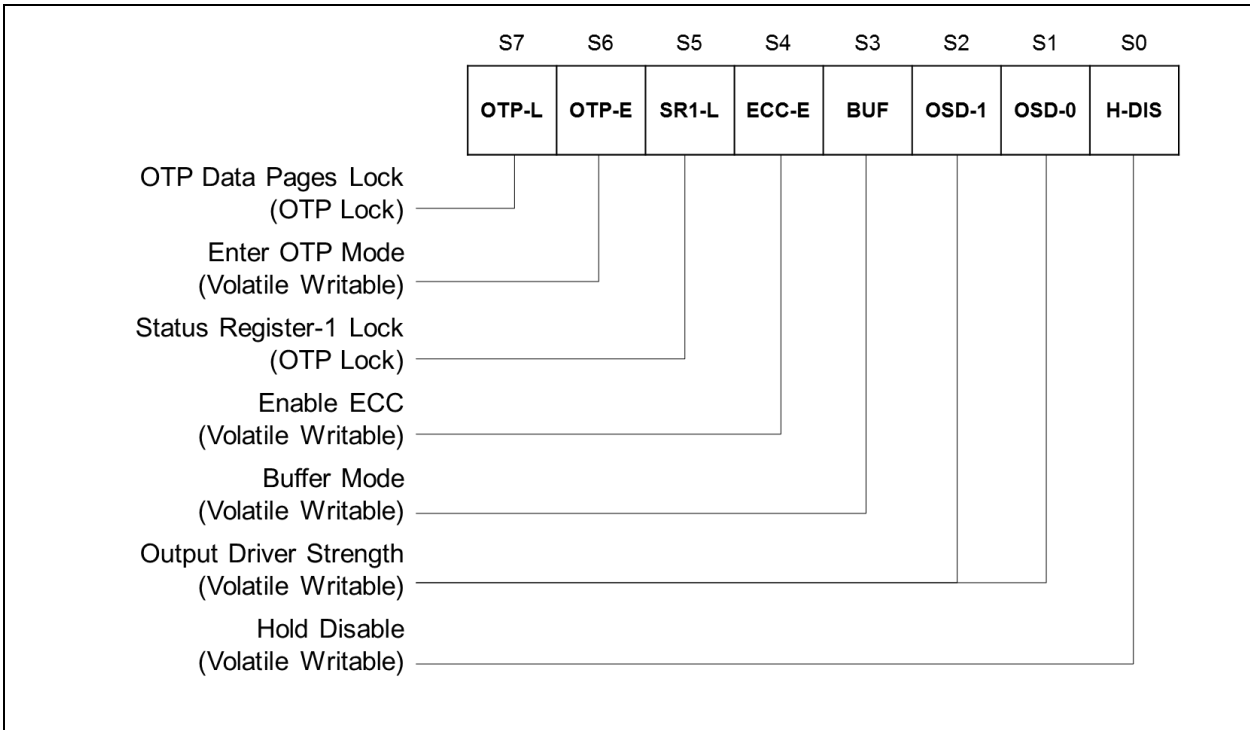 S7 S6 S5 S4 S3 S2 S1 S0
OTP-L OTP-E SR1-L ECC-E BUF OSD-1 OSD-0 H-DIS
OTP Data Pages Lock
(OTP Lock)
Enter OTP Mode
(Volatile Writable)
Status Register-1 Lock
(OTP Lock)
Enable ECC
(Volatile Writable)
Buffer Mode
(Volatile Writable)
Output Driver Strength
(Volatile Writable)
Hold Disable
(Volatile Writable)